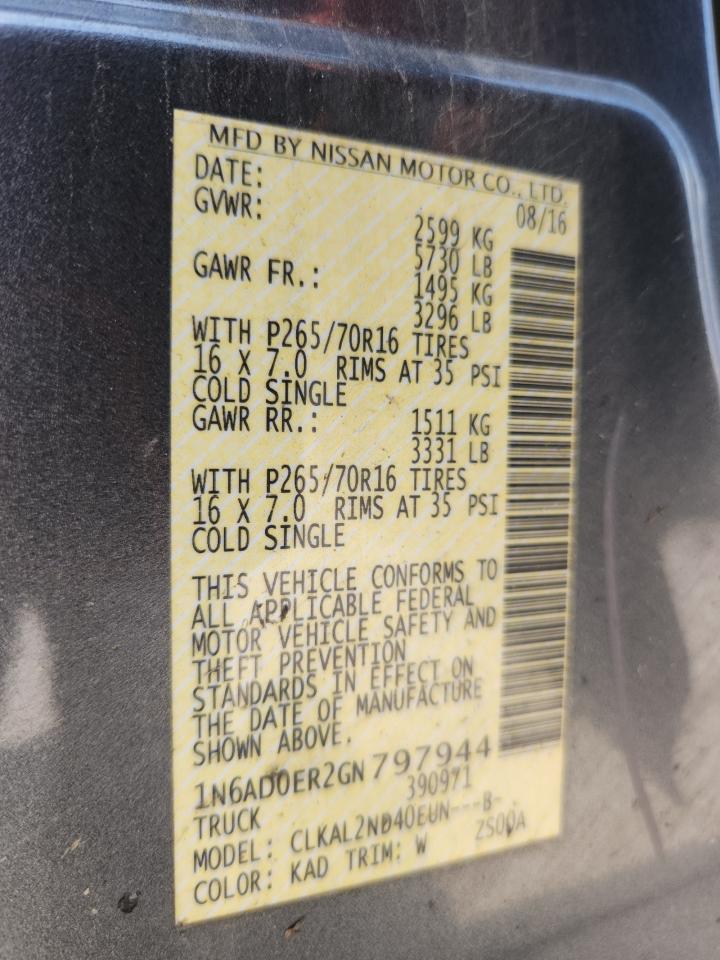 MFD BY NISSAN MOTOR CO., LTD.
DATE: 08/16
GVWR: 2599 KG
5730 LB
GAWR FR.: 1495 KG
3296 LB
WITH P265/70R16 TIRES
16 X 7.0 RIMS AT 35 PSI
COLD SINGLE
GAWR RR.: 1511 KG
3331 LB
WITH P265/70R16 TIRES
16 X 7.0 RIMS AT 35 PSI
COLD SINGLE
THIS VEHICLE CONFORMS TO
ALL APPLICABLE FEDERAL
MOTOR VEHICLE SAFETY AND
THEFT PREVENTION
STANDARDS IN EFFECT ON
THE DATE OF MANUFACTURE
SHOWN ABOVE.
1N6AD0ER2GN797944
TRUCK 390971
MODEL: CLKAL2ND40EUN---B-
COLOR: KAD TRIM: W ZS00A